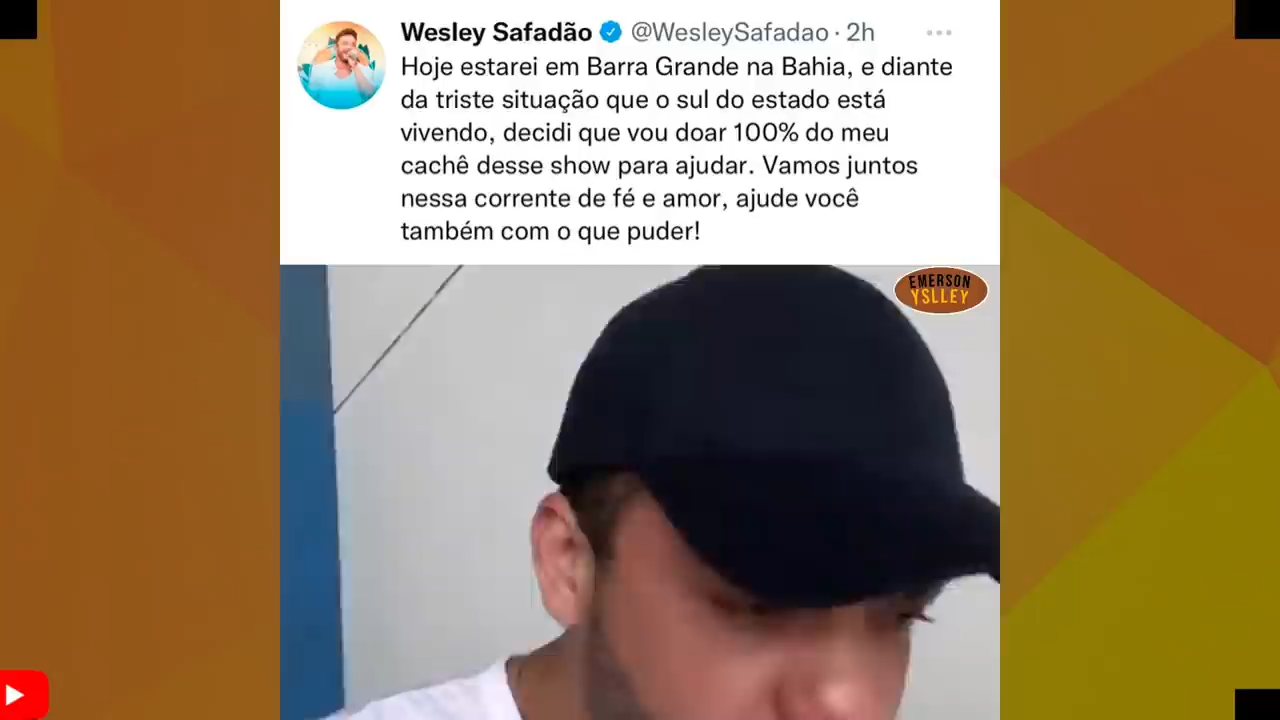 Wesley Safadão @WesleySafadao · 2h
Hoje estarei em Barra Grande na Bahia, e diante
da triste situação que o sul do estado está
vivendo, decidi que vou doar 100% do meu
cachê desse show para ajudar. Vamos juntos
nessa corrente de fé e amor, ajude você
também com o que puder!
EMERSON
YSLLEY